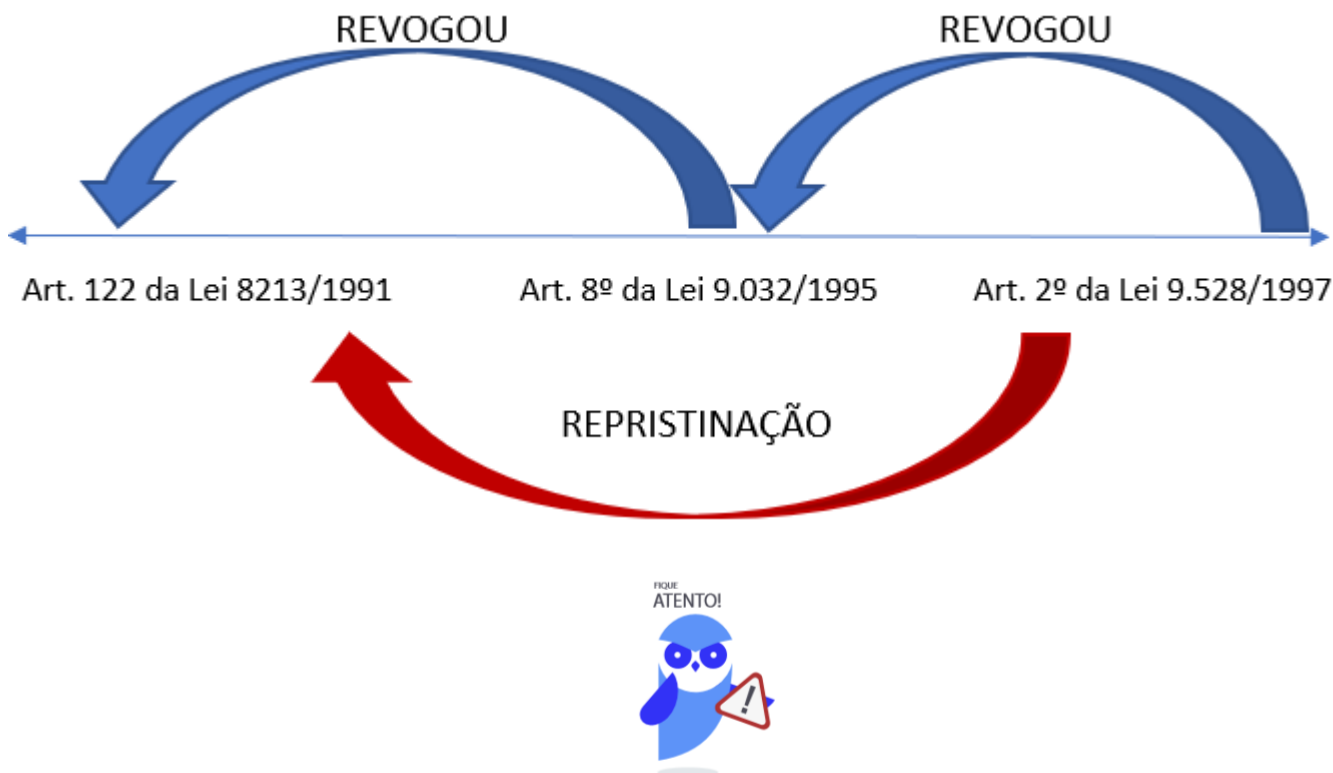 REVOGOU
REVOGOU
Art. 122 da Lei 8213/1991
Art. 8º da Lei 9.032/1995
Art. 2º da Lei 9.528/1997
REPRISTINAÇÃO
FIQUE
ATENTO!
!